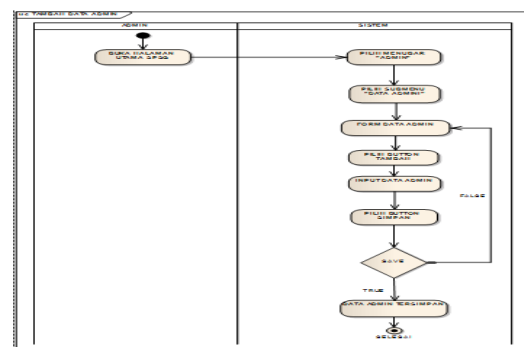 uc TAMBAH DATA ADMIN
ADMIN
SISTEM
BUKA HALAMAN
UTAMA SPSG
PILIH MENUBAR
"ADMIN"
PILIH SUBMENU
"DATA ADMIN"
FORM DATA ADMIN
PILIH BUTTON
TAMBAH
INPUT DATA ADMIN
PILIH BUTTON
SIMPAN
FALSE
SAVE
TRUE
DATA ADMIN TERSIMPAN
SELESAI